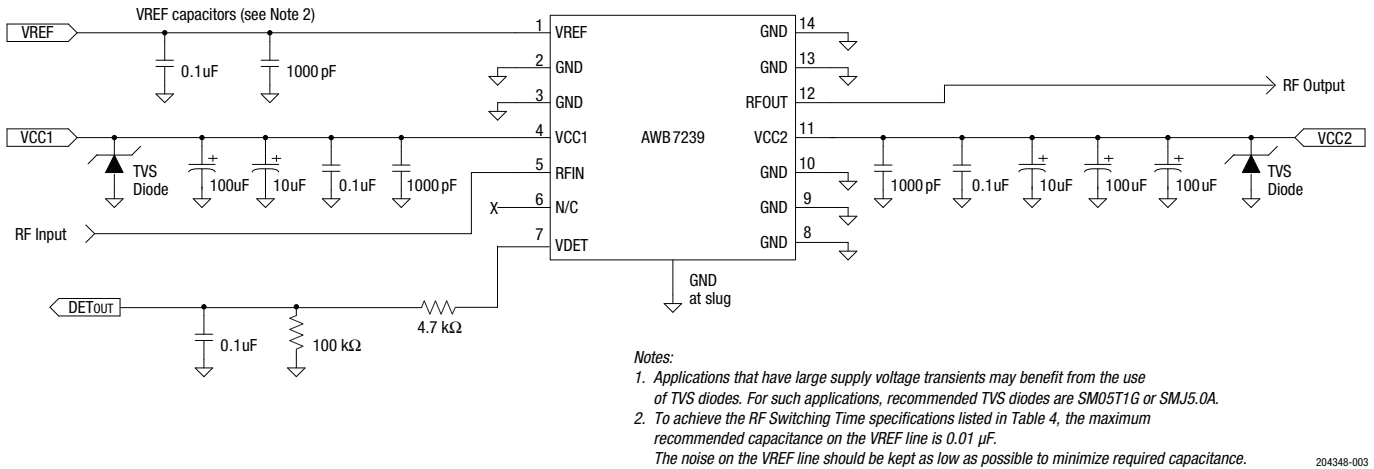 VREF capacitors (see Note 2)
VREF
0.1uF
1000 pF
1 VREF
2 GND
3 GND
4 VCC1
5 RFIN
6 N/C
7 VDET
AWB7239
GND 14
GND 13
RFOUT 12
VCC2 11
GND 10
GND 9
GND 8
GND
at slug
VCC1
TVS
Diode
+
100uF
+
10uF
0.1uF
1000 pF
X
RF Input
DETOUT
0.1uF
100 kΩ
4.7 kΩ
RF Output
VCC2
1000 pF
0.1uF
+
10uF
+
100uF
+
100uF
TVS
Diode
Notes:
1. Applications that have large supply voltage transients may benefit from the use
of TVS diodes. For such applications, recommended TVS diodes are SM05T1G or SMJ5.0A.
2. To achieve the RF Switching Time specifications listed in Table 4, the maximum
recommended capacitance on the VREF line is 0.01 µF.
The noise on the VREF line should be kept as low as possible to minimize required capacitance.
204348-003